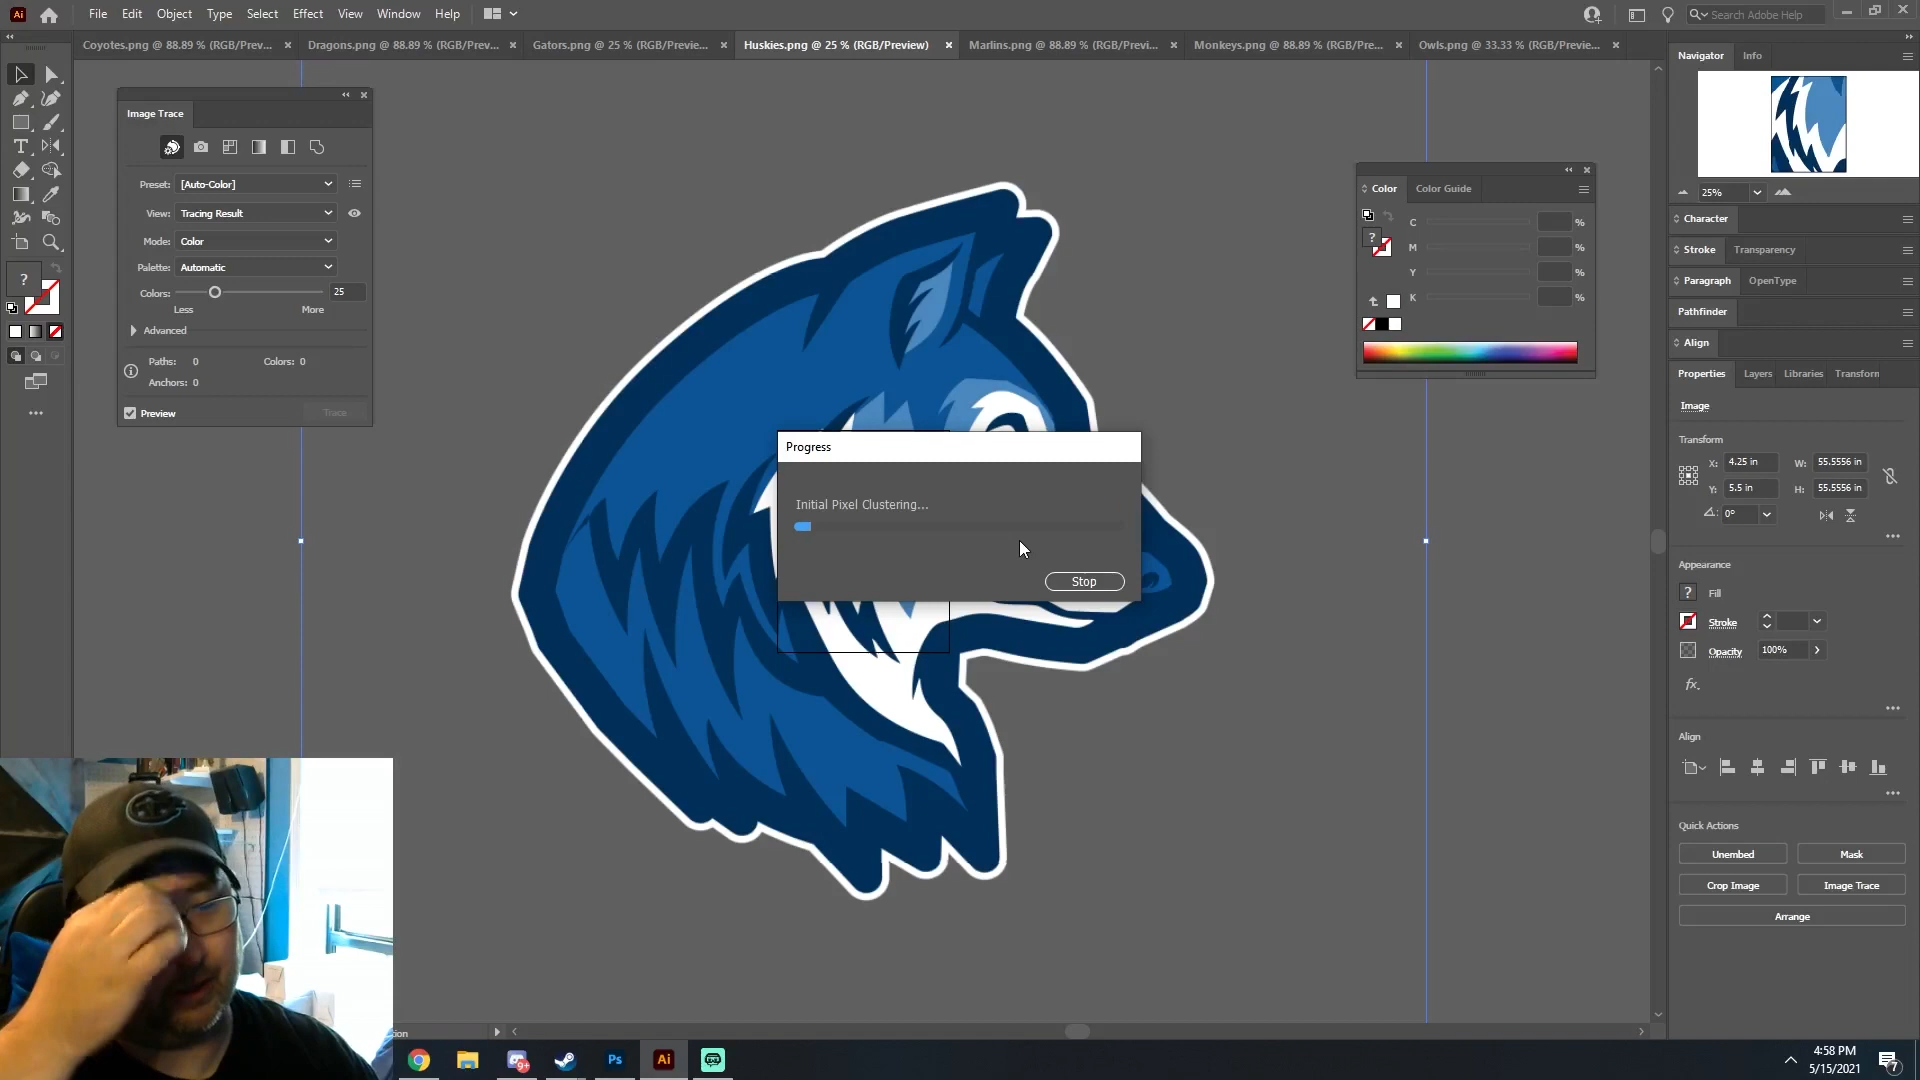 Ai File Edit Object Type Select Effect View Window Help Search Adobe Help
Coyotes.png @ 88.89 % (RGB/Prev... × Dragons.png @ 88.89 % (RGB/Prev... × Gators.png @ 25 % (RGB/Previe... × Huskies.png @ 25 % (RGB/Preview) × Marlins.png @ 88.89 % (RGB/Previ... × Monkeys.png @ 88.89 % (RGB/Pre... × Owls.png @ 33.33 % (RGB/Previe... ×
Image Trace
Preset: [Auto-Color]
View: Tracing Result
Mode: Color
Palette: Automatic
Colors: 25
Less More
Advanced
Paths: 0 Colors: 0
Anchors: 0
Preview Trace
?
Progress
Initial Pixel Clustering...
Stop
Color Color Guide
C %
M %
Y %
K %
?
Navigator Info
25%
Character
Stroke Transparency
Paragraph OpenType
Pathfinder
Align
Properties Layers Libraries Transform
Image
Transform
X: 4.25 in W: 55.5556 in
Y: 5.5 in H: 55.5556 in
0°
Appearance
? Fill
Stroke
Opacity 100%
fx.
Align
Quick Actions
Unembed Mask
Crop Image Image Trace
Arrange
tion
9+ Ps Ai
4:58 PM
5/15/2021
7